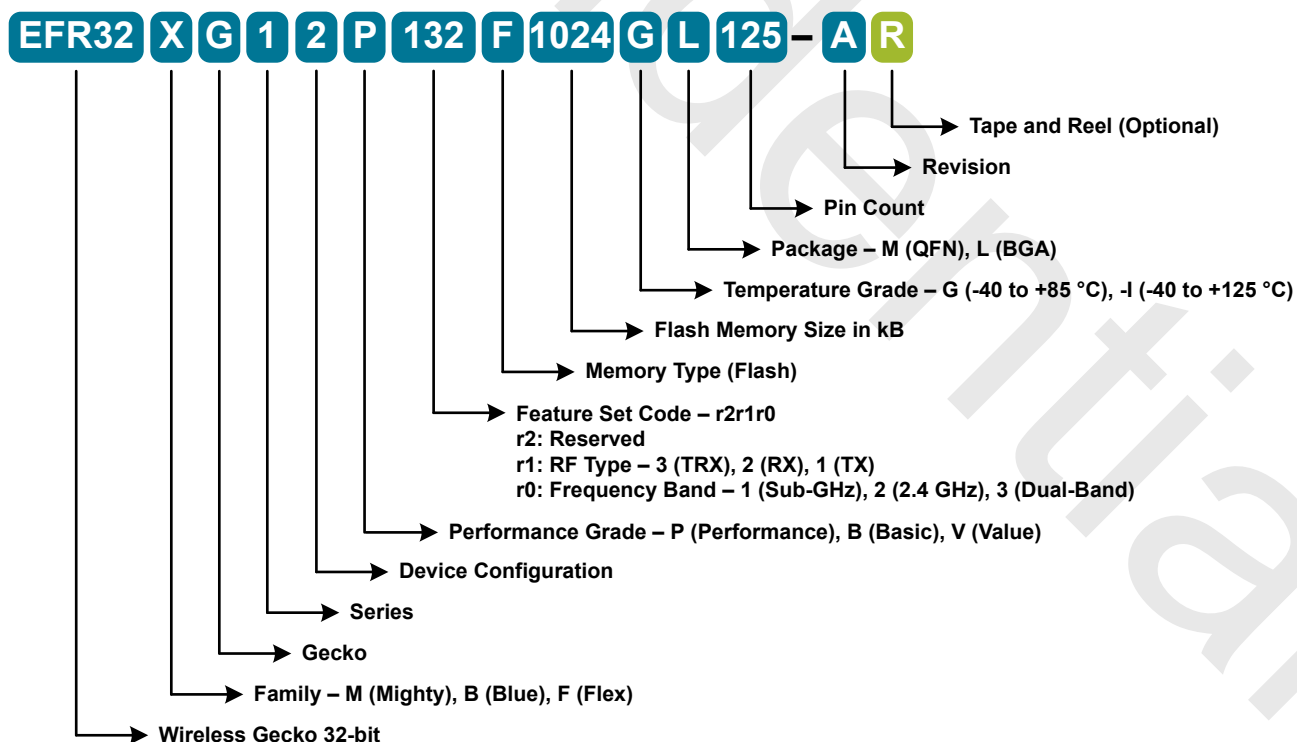 EFR32 X G 1 2 P 132 F 1024 G L 125 – A R
Tape and Reel (Optional)
Revision
Pin Count
Package – M (QFN), L (BGA)
Temperature Grade – G (-40 to +85 °C), -I (-40 to +125 °C)
Flash Memory Size in kB
Memory Type (Flash)
Feature Set Code – r2r1r0
r2: Reserved
r1: RF Type – 3 (TRX), 2 (RX), 1 (TX)
r0: Frequency Band – 1 (Sub-GHz), 2 (2.4 GHz), 3 (Dual-Band)
Performance Grade – P (Performance), B (Basic), V (Value)
Device Configuration
Series
Gecko
Family – M (Mighty), B (Blue), F (Flex)
Wireless Gecko 32-bit